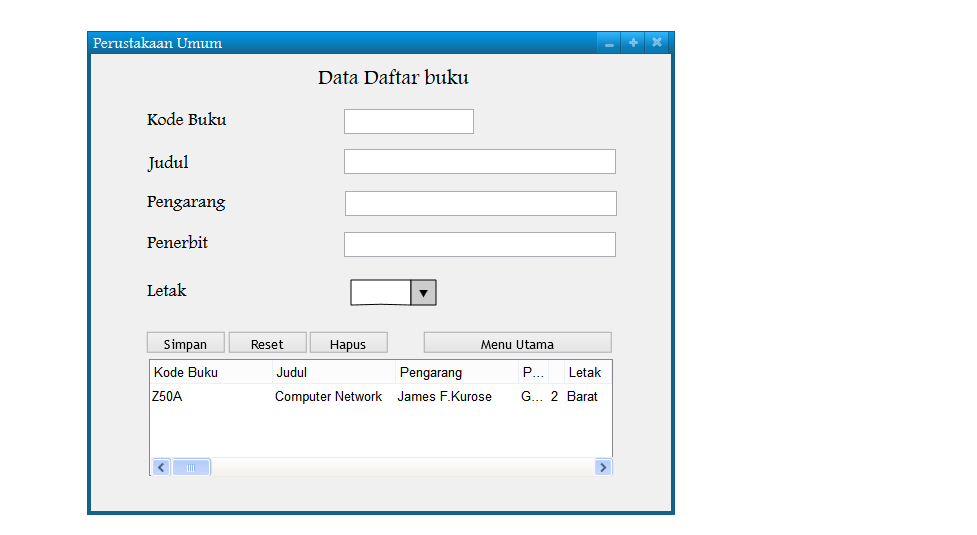 Perustakaan Umum
Data Daftar buku
Kode Buku
Judul
Pengarang
Penerbit
Letak
Simpan Reset Hapus Menu Utama
Kode Buku Judul Pengarang P... Letak
Z50A Computer Network James F.Kurose G... 2 Barat